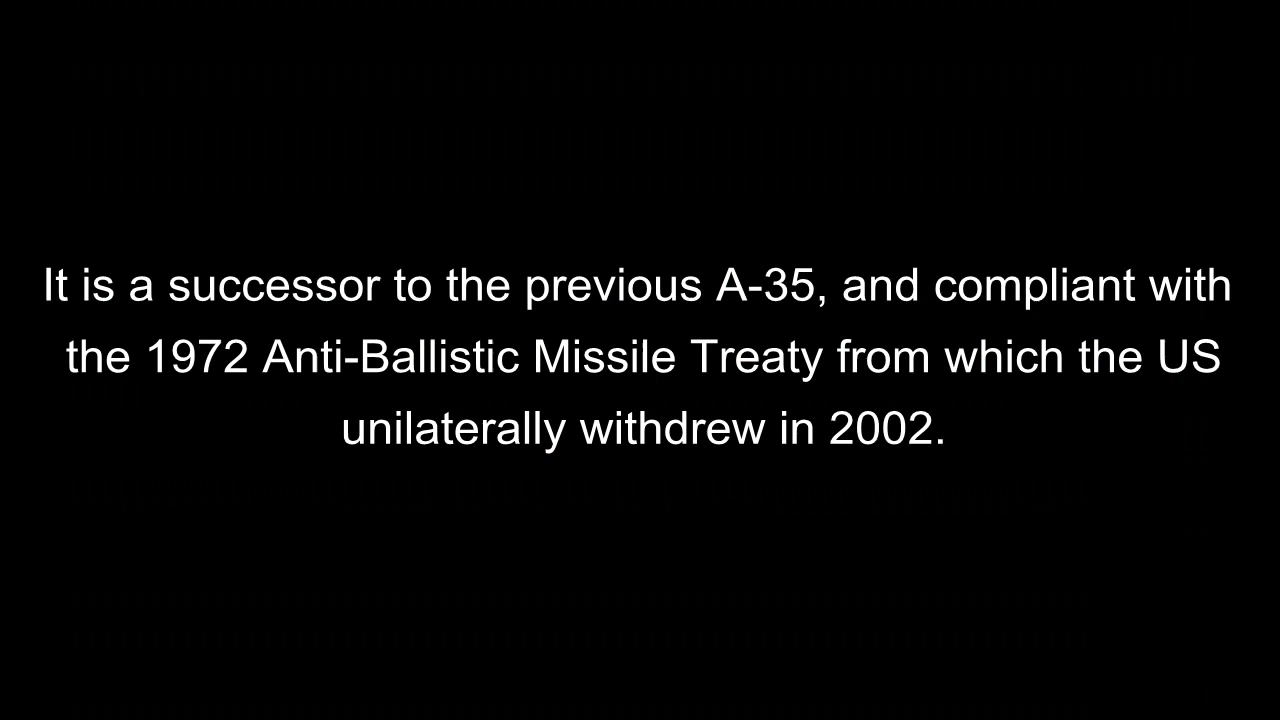 It is a successor to the previous A-35, and compliant with
the 1972 Anti-Ballistic Missile Treaty from which the US
unilaterally withdrew in 2002.